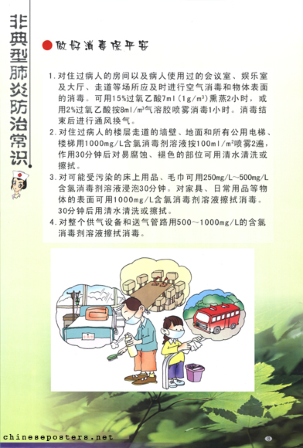 非典型肺炎防治常识
做好消毒保平安
1. 对住过病人的房间以及病人使用过的会议室、娱乐室
及大厅、走道等场所应及时进行空气消毒和物体表面
的消毒。可用15%过氧乙酸7ml(1g/m³)熏蒸2小时。或
用2%过氧乙酸按8ml/m³气溶胶喷雾消毒1小时。消毒结
束后进行通风换气。
2. 对住过病人的楼层走道的墙壁、地面和所有公用电梯、
楼梯用1000mg/L含氯消毒剂溶液按100ml/m²喷雾2遍,
作用30分钟后对易腐蚀、褪色的部位可用清水清洗或
擦拭。
3. 对可能受污染的床上用品、毛巾可用250mg/L~500mg/L
含氯消毒剂溶液浸泡30分钟。对家具、日常用品等物
体的表面可用1000mg/L含氯消毒剂溶液擦拭消毒。
30分钟后用清水清洗或擦拭。
4. 对整个供气设备和送气管路用500~1000mg/L的含氯
消毒剂溶液擦拭消毒。
chineseposters.net